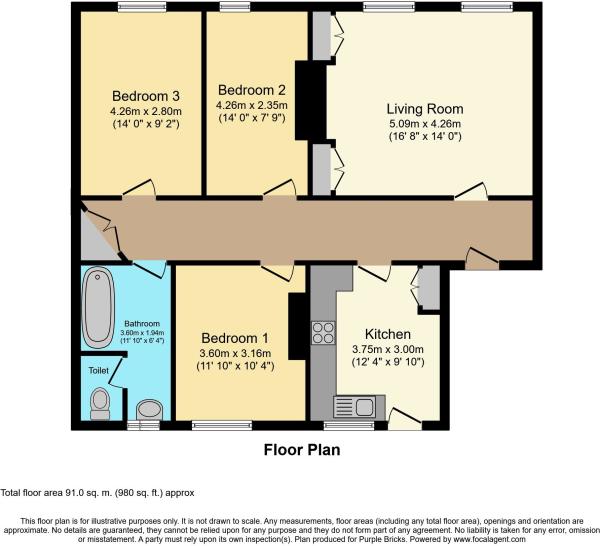 Bedroom 3
4.26m x 2.80m
(14' 0" x 9' 2")
Bedroom 2
4.26m x 2.35m
(14' 0" x 7' 9")
Living Room
5.09m x 4.26m
(16' 8" x 14' 0")
Bathroom
3.60m x 1.94m
(11' 10" x 6' 4")
Toilet
Bedroom 1
3.60m x 3.16m
(11' 10" x 10' 4")
Kitchen
3.75m x 3.00m
(12' 4" x 9' 10")
Floor Plan
Total floor area 91.0 sq. m. (980 sq. ft.) approx
This floor plan is for illustrative purposes only. It is not drawn to scale. Any measurements, floor areas (including any total floor area), openings and orientation are
approximate. No details are guaranteed, they cannot be relied upon for any purpose and they do not form part of any agreement. No liability is taken for any error, omission
or misstatement. A party must rely upon its own inspection(s). Plan produced for Purple Bricks. Powered by www.focalagent.com